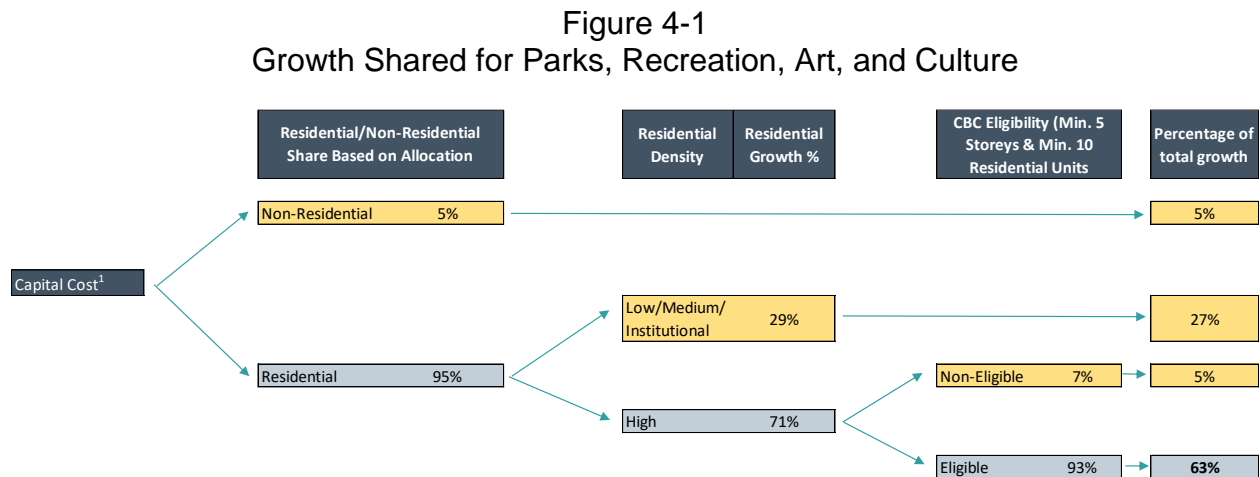 Figure 4-1
Growth Shared for Parks, Recreation, Art, and Culture
Residential/Non-Residential
Share Based on Allocation
Residential
Density
Residential
Growth %
CBC Eligibility (Min. 5
Storeys & Min. 10
Residential Units
Percentage of
total growth
Non-Residential 5%
5%
Capital Cost1
Low/Medium/
Institutional 29%
27%
Residential 95%
Non-Eligible 7%
5%
High 71%
Eligible 93%
63%